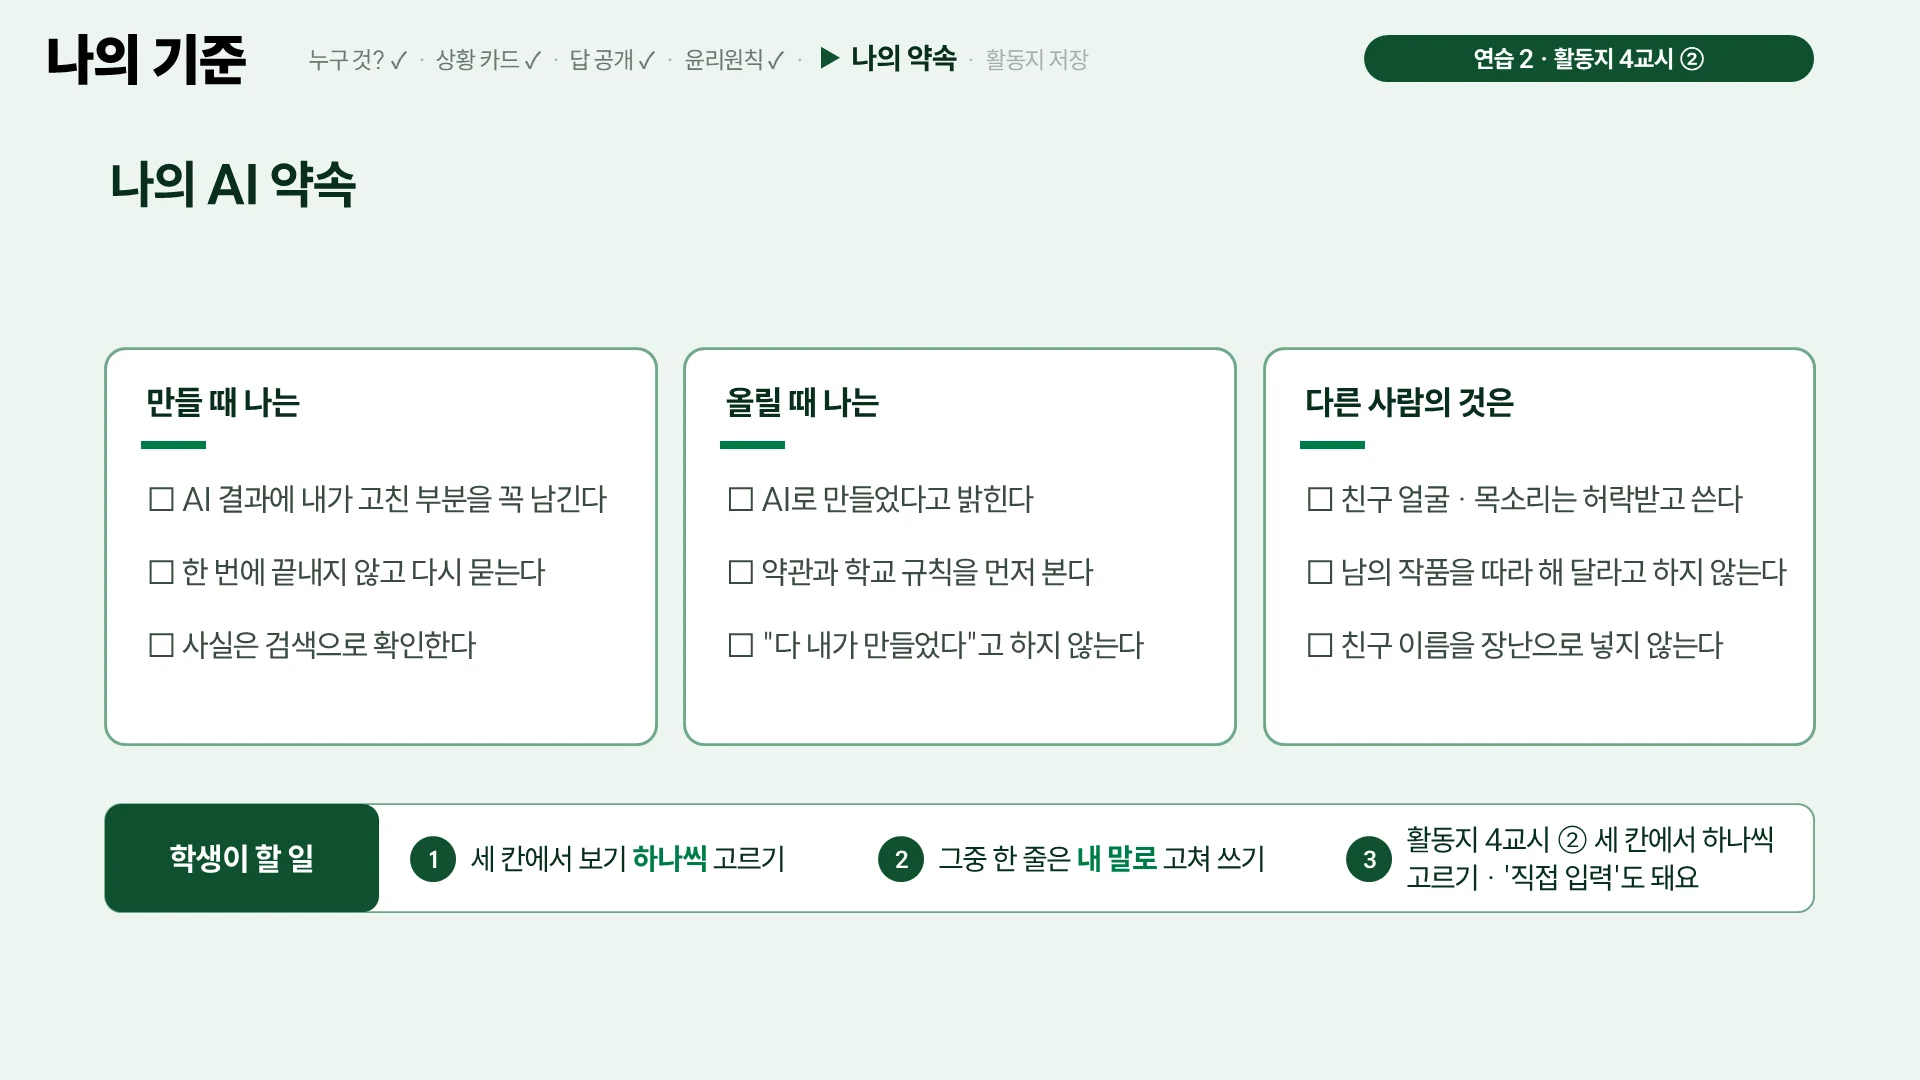 나의 기준
누구 것? ✓ · 상황 카드 ✓ · 답 공개 ✓ · 윤리원칙 ✓ · ▶ 나의 약속 · 활동지 저장
연습 2 · 활동지 4교시 ②
나의 AI 약속
만들 때 나는
☐ AI 결과에 내가 고친 부분을 꼭 남긴다
☐ 한 번에 끝내지 않고 다시 묻는다
☐ 사실은 검색으로 확인한다
올릴 때 나는
☐ AI로 만들었다고 밝힌다
☐ 약관과 학교 규칙을 먼저 본다
☐ "다 내가 만들었다"고 하지 않는다
다른 사람의 것은
☐ 친구 얼굴 · 목소리는 허락받고 쓴다
☐ 남의 작품을 따라 해 달라고 하지 않는다
☐ 친구 이름을 장난으로 넣지 않는다
학생이 할 일
1 세 칸에서 보기 하나씩 고르기
2 그중 한 줄은 내 말로 고쳐 쓰기
3 활동지 4교시 ② 세 칸에서 하나씩
고르기 · '직접 입력'도 돼요